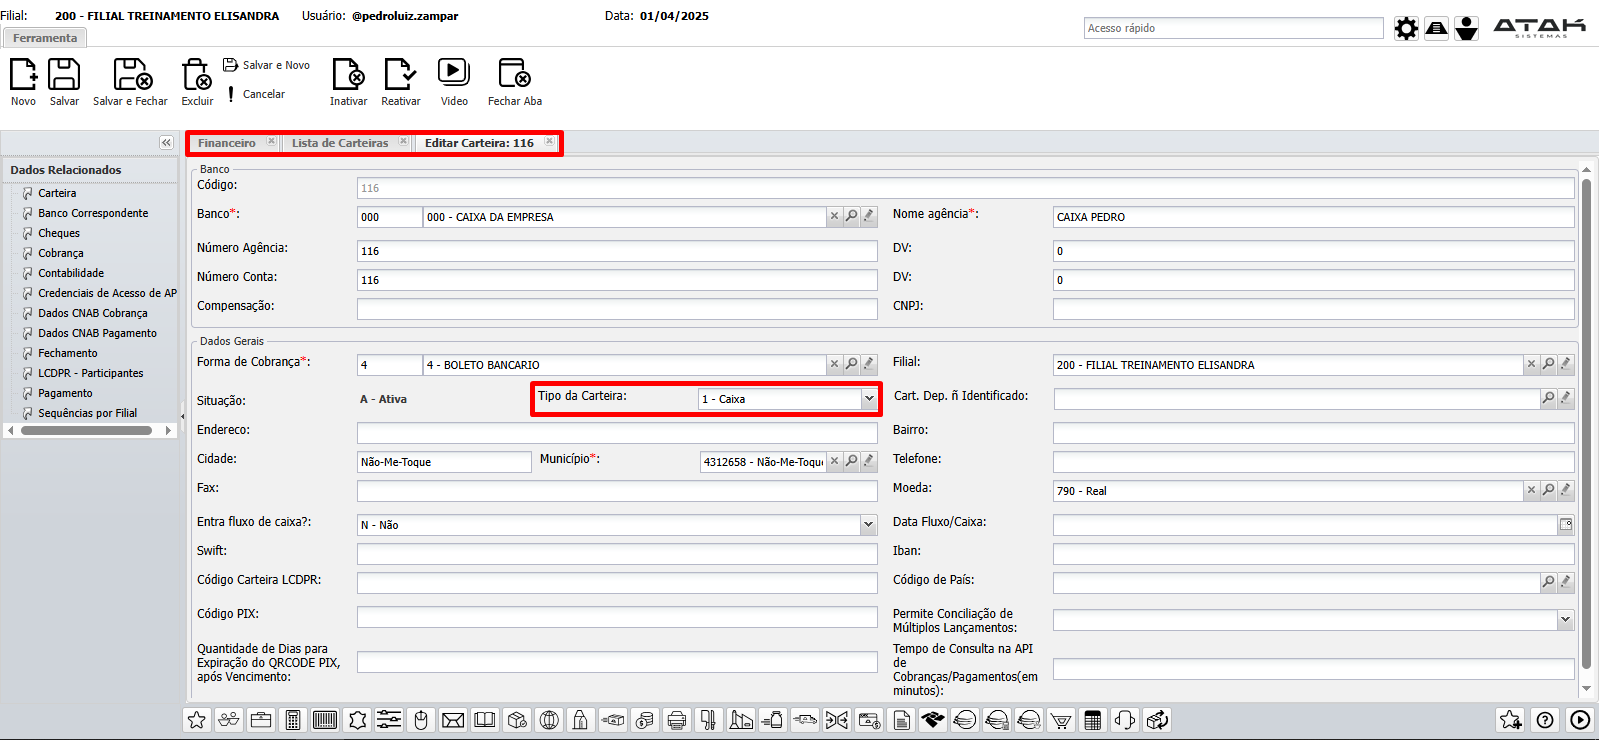 Filial: 200 - FILIAL TREINAMENTO ELISANDRA Usuário: @pedroluiz.zampar Data: 01/04/2025
Ferramenta
Acesso rápido
ATAK
SISTEMAS
Novo Salvar Salvar e Fechar Excluir Salvar e Novo Cancelar Inativar Reativar Video Fechar Aba
Financeiro Lista de Carteiras Editar Carteira: 116
Dados Relacionados
Carteira
Banco Correspondente
Cheques
Cobrança
Contabilidade
Credenciais de Acesso de AP
Dados CNAB Cobrança
Dados CNAB Pagamento
Fechamento
LCDPR - Participantes
Pagamento
Sequências por Filial
Banco
Código: 116
Banco*: 000 000 - CAIXA DA EMPRESA Nome agência*: CAIXA PEDRO
Número Agência: 116 DV: 0
Número Conta: 116 DV: 0
Compensação: CNPJ:
Dados Gerais
Forma de Cobrança*: 4 4 - BOLETO BANCARIO Filial: 200 - FILIAL TREINAMENTO ELISANDRA
Situação: A - Ativa Tipo da Carteira: 1 - Caixa Cart. Dep. ñ Identificado:
Endereco: Bairro:
Cidade: Não-Me-Toque Município*: 4312658 - Não-Me-Toqu Telefone:
Fax: Moeda: 790 - Real
Entra fluxo de caixa?: N - Não Data Fluxo/Caixa:
Swift: Iban:
Código Carteira LCDPR: Código de País:
Código PIX: Permite Conciliação de
Múltiplos Lançamentos:
Quantidade de Dias para
Expiração do QRCODE PIX,
após Vencimento:
Tempo de Consulta na API
de
Cobranças/Pagamentos(em
minutos):